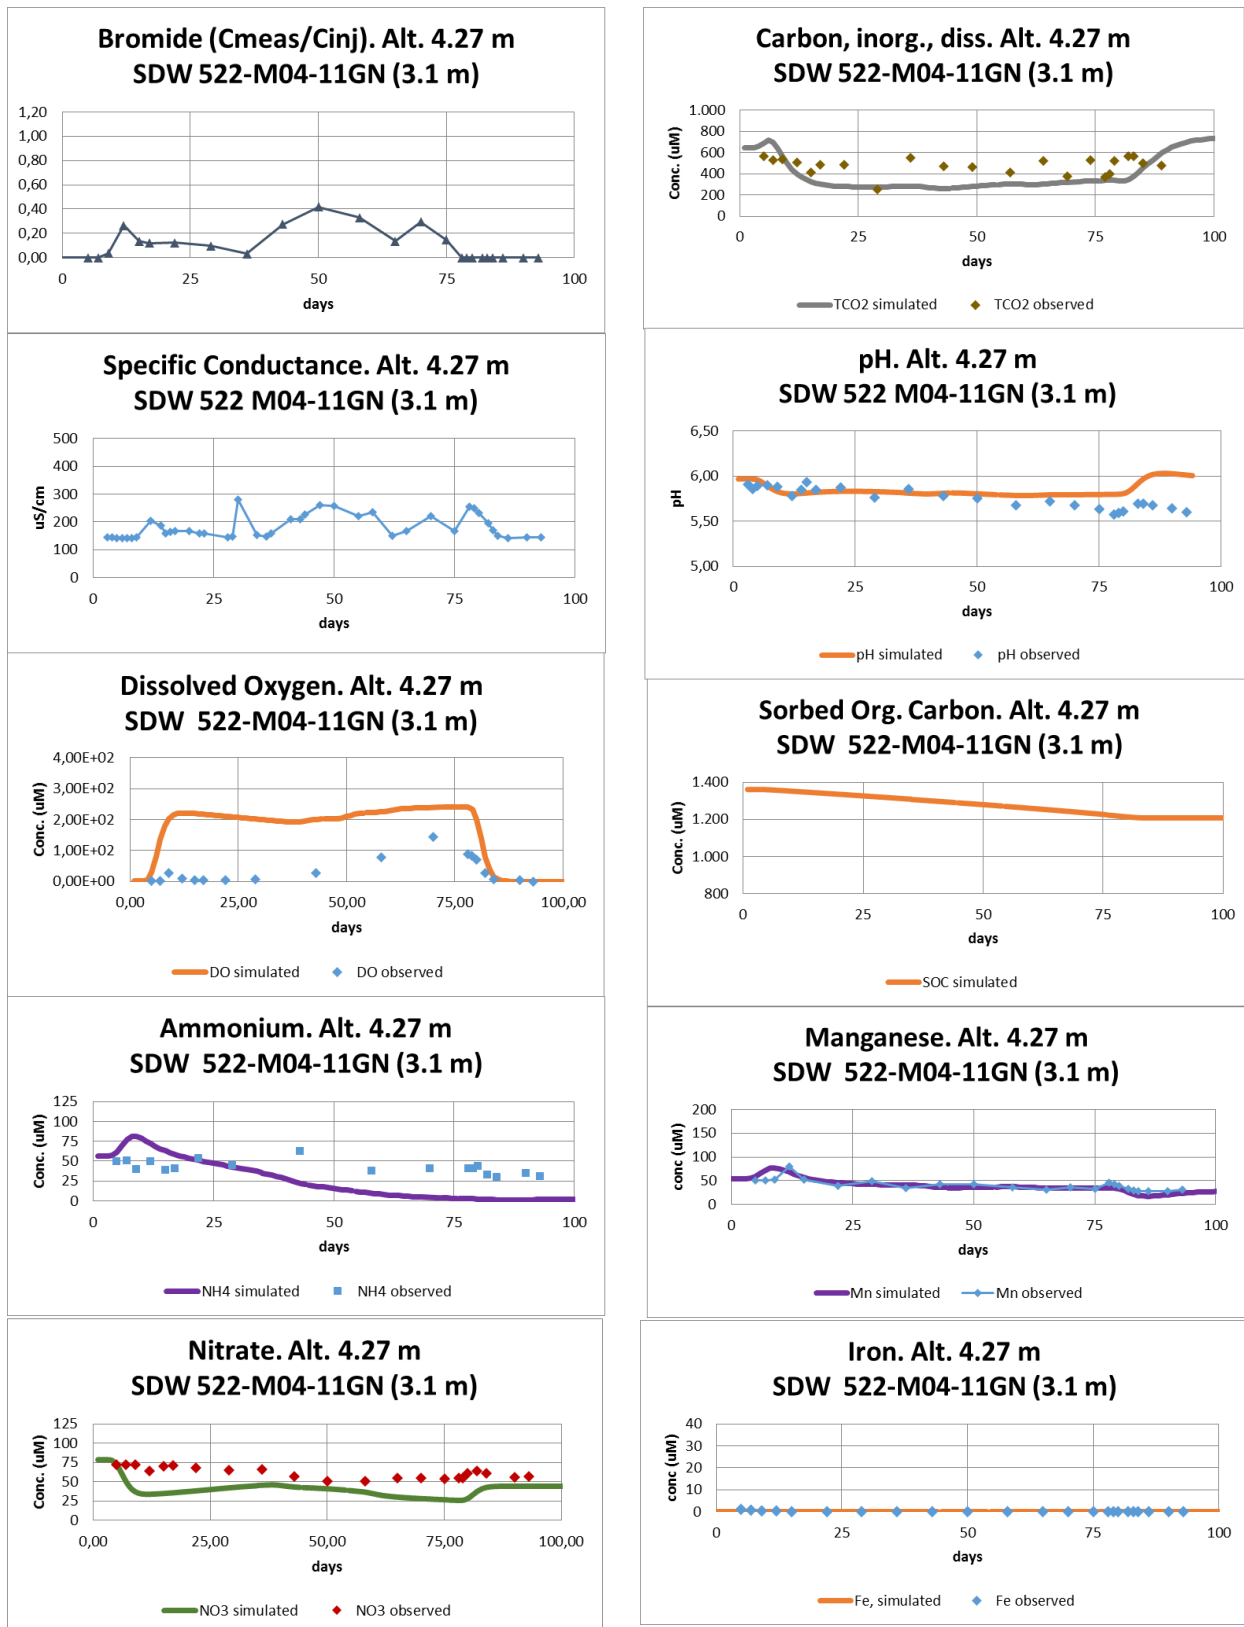 Bromide (Cmeas/Cinj). Alt. 4.27 m
SDW 522-M04-11GN (3.1 m)
1,20
1,00
0,80
0,60
0,40
0,20
0,00
0 25 50 75 100
days
Carbon, inorg., diss. Alt. 4.27 m
SDW 522-M04-11GN (3.1 m)
Conc. (uM)
1.000
800
600
400
200
0
0 25 50 75 100
days
TCO2 simulated TCO2 observed
Specific Conductance. Alt. 4.27 m
SDW 522 M04-11GN (3.1 m)
uS/cm
500
400
300
200
100
0
0 25 50 75 100
days
pH. Alt. 4.27 m
SDW 522 M04-11GN (3.1 m)
pH
6,50
6,00
5,50
5,00
0 25 50 75 100
days
pH simulated pH observed
Dissolved Oxygen. Alt. 4.27 m
SDW 522-M04-11GN (3.1 m)
Conc. (uM)
4,00E+02
3,00E+02
2,00E+02
1,00E+02
0,00E+00
0,00 25,00 50,00 75,00 100,00
days
DO simulated DO observed
Sorbed Org. Carbon. Alt. 4.27 m
SDW 522-M04-11GN (3.1 m)
Conc. (uM)
1.400
1.200
1.000
800
0 25 50 75 100
days
SOC simulated
Ammonium. Alt. 4.27 m
SDW 522-M04-11GN (3.1 m)
Conc. (uM)
125
100
75
50
25
0
0 25 50 75 100
days
NH4 simulated NH4 observed
Manganese. Alt. 4.27 m
SDW 522-M04-11GN (3.1 m)
conc (uM)
200
150
100
50
0
0 25 50 75 100
days
Mn simulated Mn observed
Nitrate. Alt. 4.27 m
SDW 522-M04-11GN (3.1 m)
Conc. (uM)
125
100
75
50
25
0
0,00 25,00 50,00 75,00 100,00
days
NO3 simulated NO3 observed
Iron. Alt. 4.27 m
SDW 522-M04-11GN (3.1 m)
conc (uM)
40
30
20
10
0
0 25 50 75 100
days
Fe, simulated Fe observed